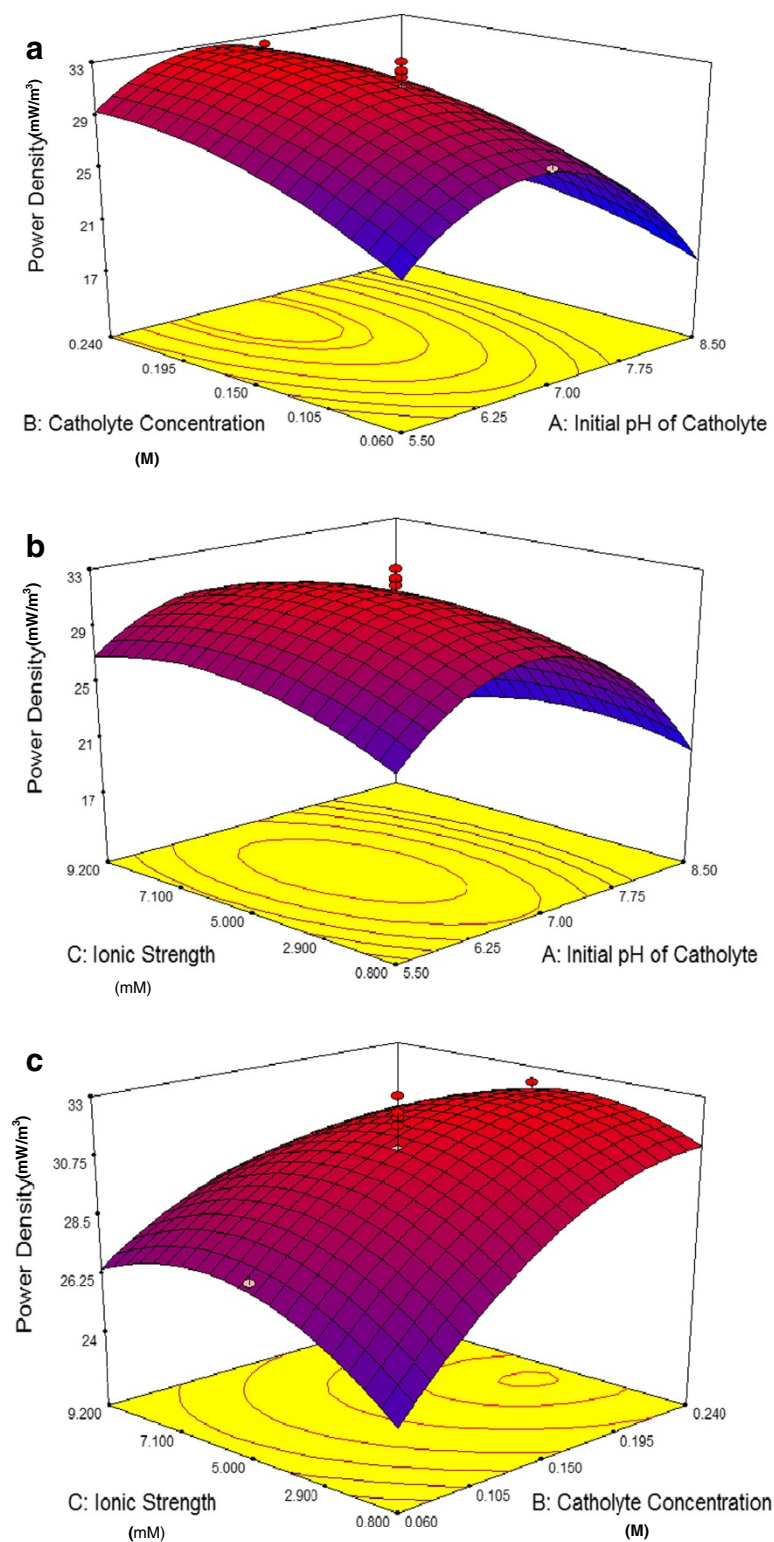 a
33
29
25
21
17
Power Density(mW/m³)
0.240
0.195
0.150
0.105
0.060
5.50
6.25
7.00
7.75
8.50
B: Catholyte Concentration
(M)
A: Initial pH of Catholyte
b
33
29
25
21
17
Power Density(mW/m³)
9.200
7.100
5.000
2.900
0.800
5.50
6.25
7.00
7.75
8.50
C: Ionic Strength
(mM)
A: Initial pH of Catholyte
c
33
30.75
28.5
26.25
24
Power Density(mW/m³)
9.200
7.100
5.000
2.900
0.800
0.060
0.105
0.150
0.195
0.240
C: Ionic Strength
(mM)
B: Catholyte Concentration
(M)